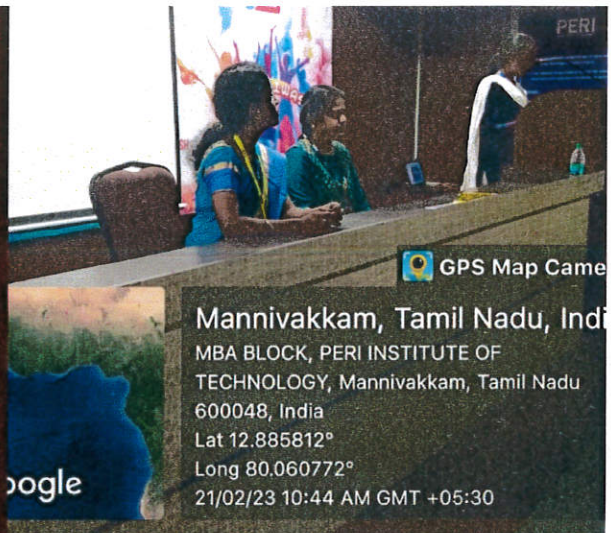 PERI
GPS Map Came
Mannivakkam, Tamil Nadu, Indi
MBA BLOCK, PERI INSTITUTE OF
TECHNOLOGY, Mannivakkam, Tamil Nadu
600048, India
Lat 12.885812°
Long 80.060772°
21/02/23 10:44 AM GMT +05:30
oogle